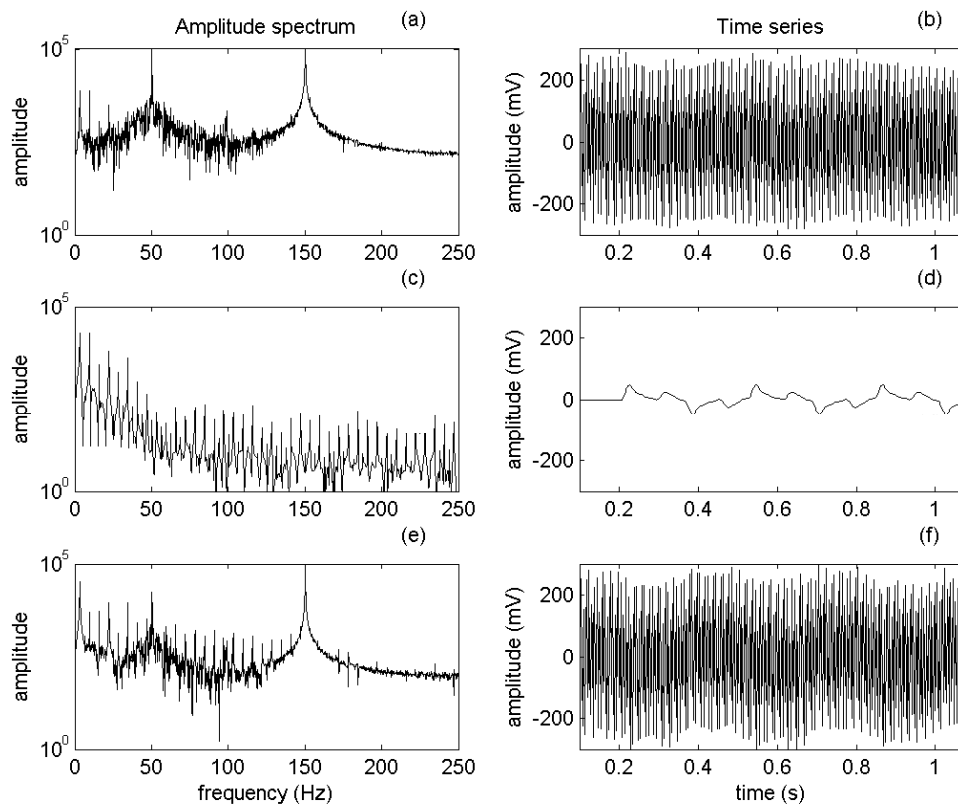 Amplitude spectrum
(a)
Time series
(b)
10^5
10^0
amplitude
0 50 100 150 200 250
200
0
-200
amplitude (mV)
0.2 0.4 0.6 0.8 1
(c)
(d)
10^5
10^0
amplitude
0 50 100 150 200 250
200
0
-200
amplitude (mV)
0.2 0.4 0.6 0.8 1
(e)
(f)
10^5
10^0
amplitude
0 50 100 150 200 250
frequency (Hz)
200
0
-200
amplitude (mV)
0.2 0.4 0.6 0.8 1
time (s)